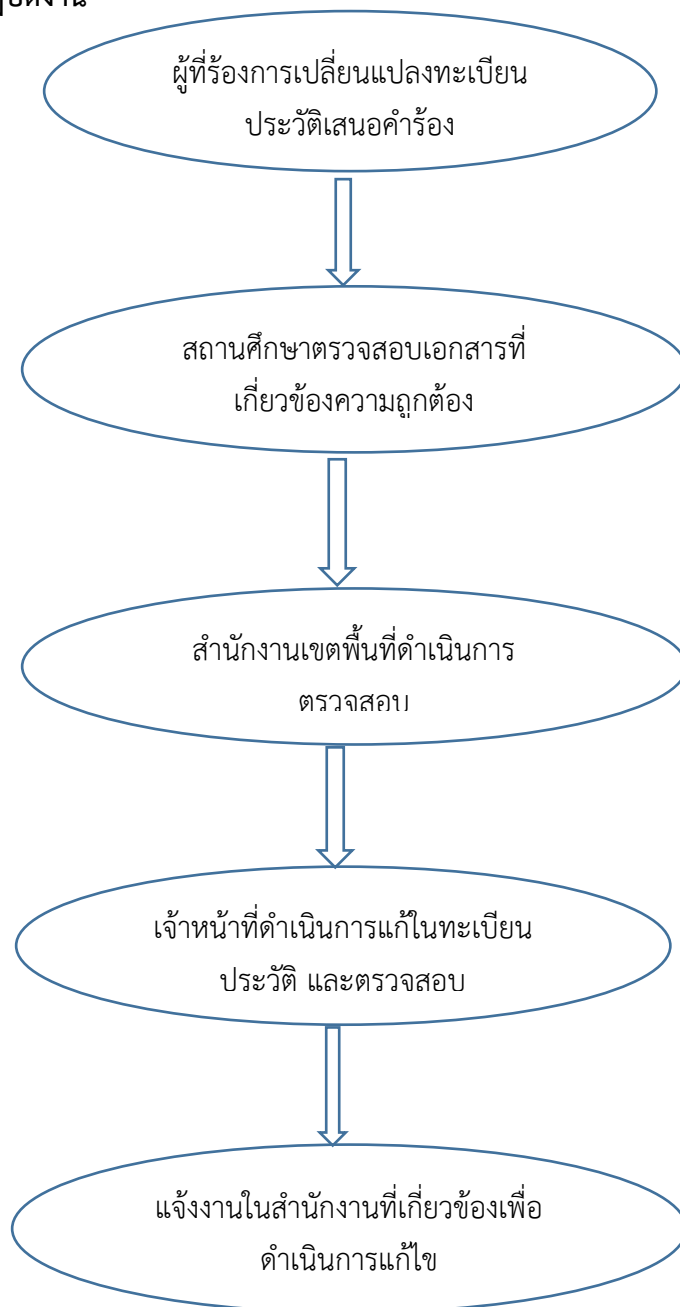 ผู้ที่ร้องการเปลี่ยนแปลงทะเบียน
ประวัติเสนอคำร้อง
สถานศึกษาตรวจสอบเอกสารที่
เกี่ยวข้องความถูกต้อง
สำนักงานเขตพื้นที่ดำเนินการ
ตรวจสอบ
เจ้าหน้าที่ดำเนินการแก้ในทะเบียน
ประวัติ และตรวจสอบ
แจ้งงานในสำนักงานที่เกี่ยวข้องเพื่อ
ดำเนินการแก้ไข